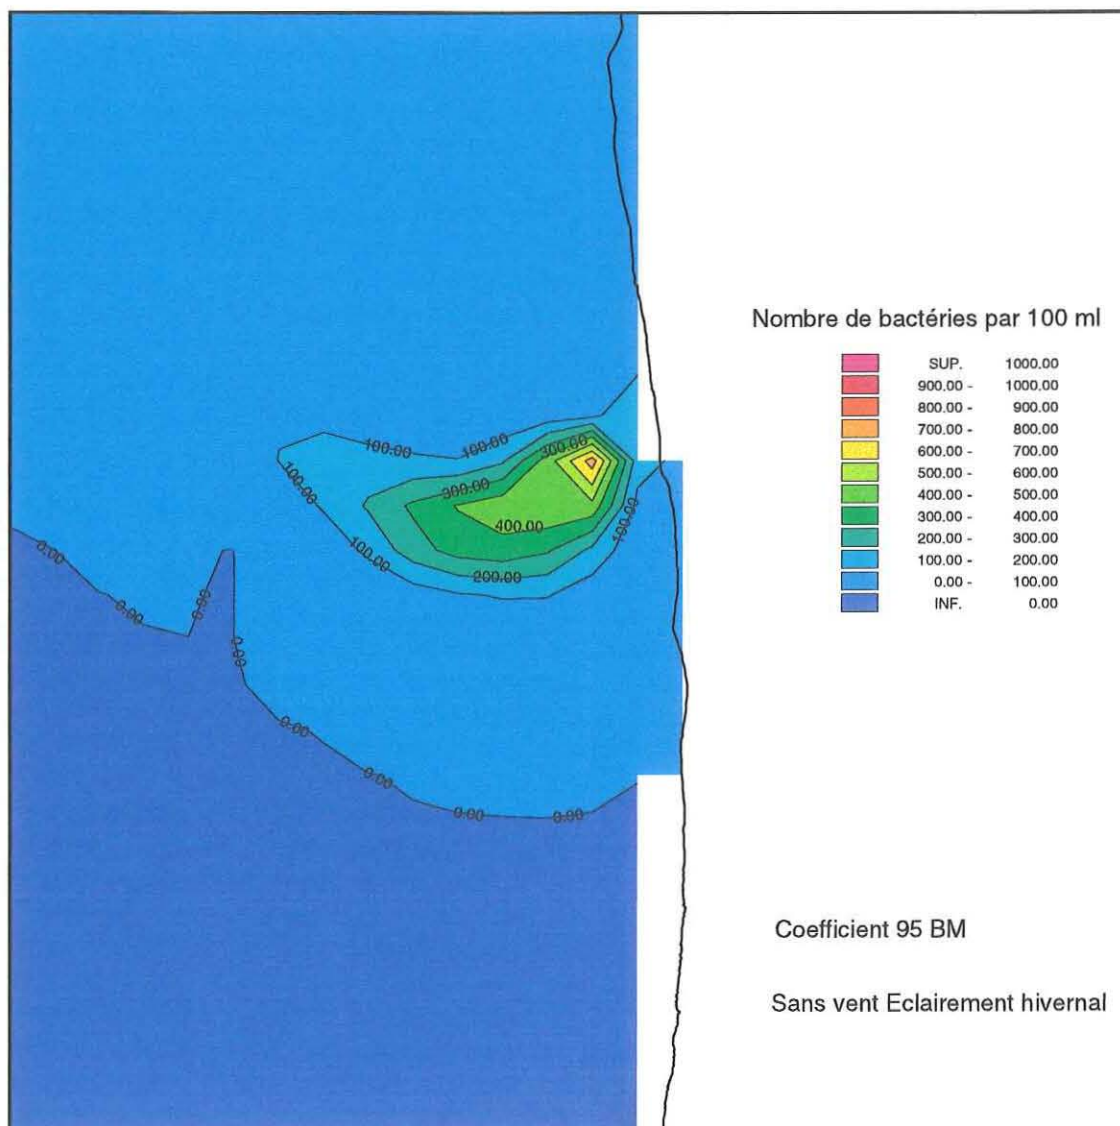 Nombre de bactéries par 100 ml
SUP. 1000.00
900.00 - 1000.00
800.00 - 900.00
700.00 - 800.00
600.00 - 700.00
500.00 - 600.00
400.00 - 500.00
300.00 - 400.00
200.00 - 300.00
100.00 - 200.00
0.00 - 100.00
INF. 0.00
100.00
100.00
300.00
100.00
300.00
400.00
100.00
100.00
200.00
0.00
0.00
0.00
0.00
0.00
0.00
0.00
0.00
Coefficient 95 BM
Sans vent Eclairement hivernal